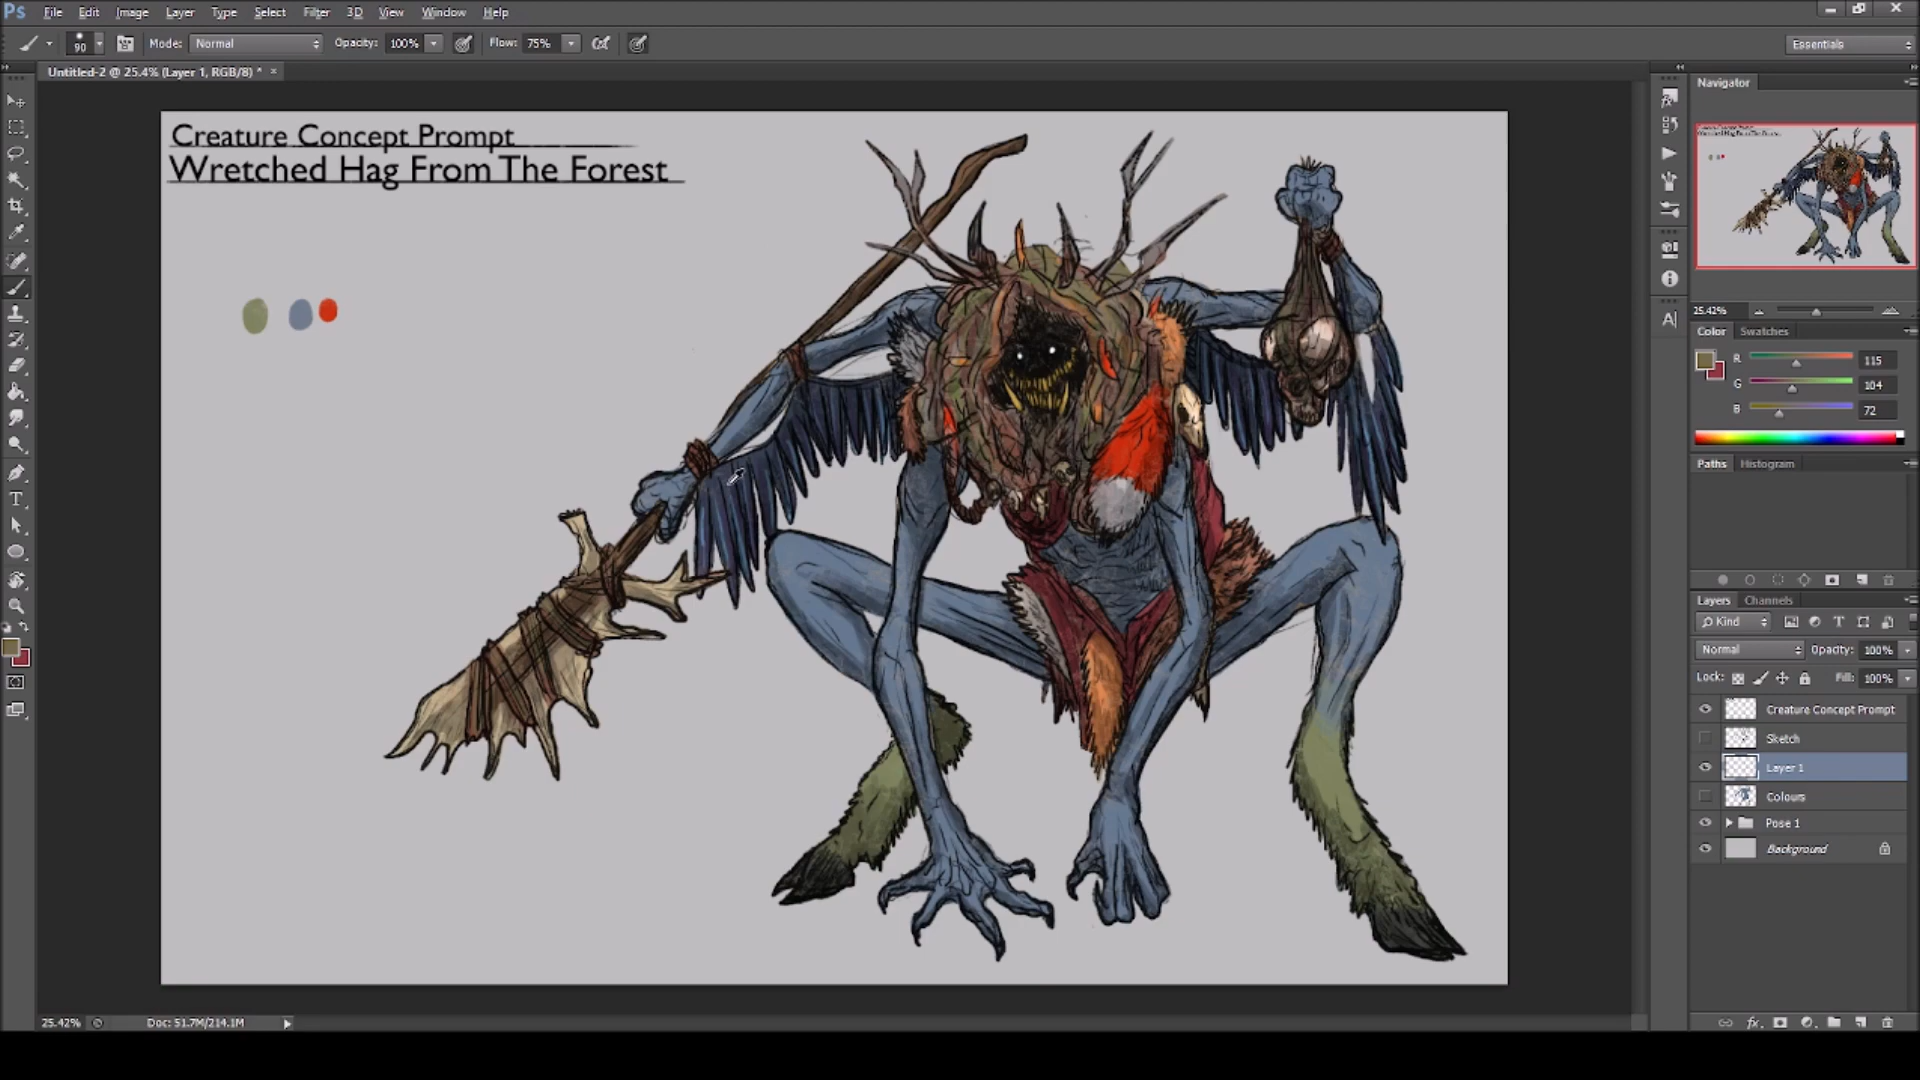 Ps File Edit Image Layer Type Select Filter 3D View Window Help
90 Mode: Normal Opacity: 100% Flow: 75% Essentials
Untitled-2 @ 25.4% (Layer 1, RGB/8) * ×
Creature Concept Prompt
Wretched Hag From The Forest
Navigator
25.42%
Color Swatches
R 115
G 104
B 72
Paths Histogram
Layers Channels
Kind
Normal Opacity: 100%
Lock: Fill: 100%
Creature Concept Prompt
Sketch
Layer 1
Colours
Pose 1
Background
25.42% Doc: 51.7M/214.1M